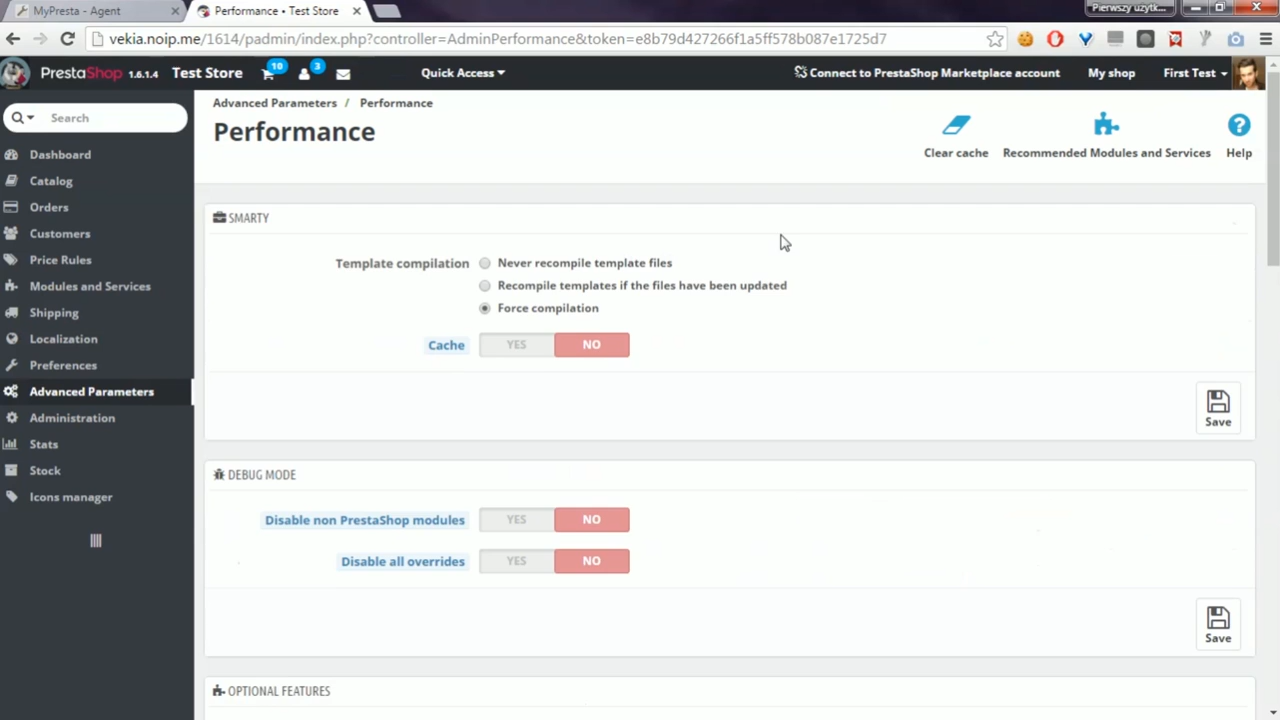 MyPresta - Agent
Performance • Test Store
Pierwszy użytk...
vekia.noip.me/1614/padmin/index.php?controller=AdminPerformance&token=e8b79d427266f1a5ff578b087e1725d7
PrestaShop 1.6.1.4 Test Store 10 3 Quick Access Connect to PrestaShop Marketplace account My shop First Test
Search
Dashboard
Catalog
Orders
Customers
Price Rules
Modules and Services
Shipping
Localization
Preferences
Advanced Parameters
Administration
Stats
Stock
Icons manager
Advanced Parameters / Performance
Performance
Clear cache
Recommended Modules and Services
Help
SMARTY
Template compilation
Never recompile template files
Recompile templates if the files have been updated
Force compilation
Cache YES NO
Save
DEBUG MODE
Disable non PrestaShop modules YES NO
Disable all overrides YES NO
Save
OPTIONAL FEATURES